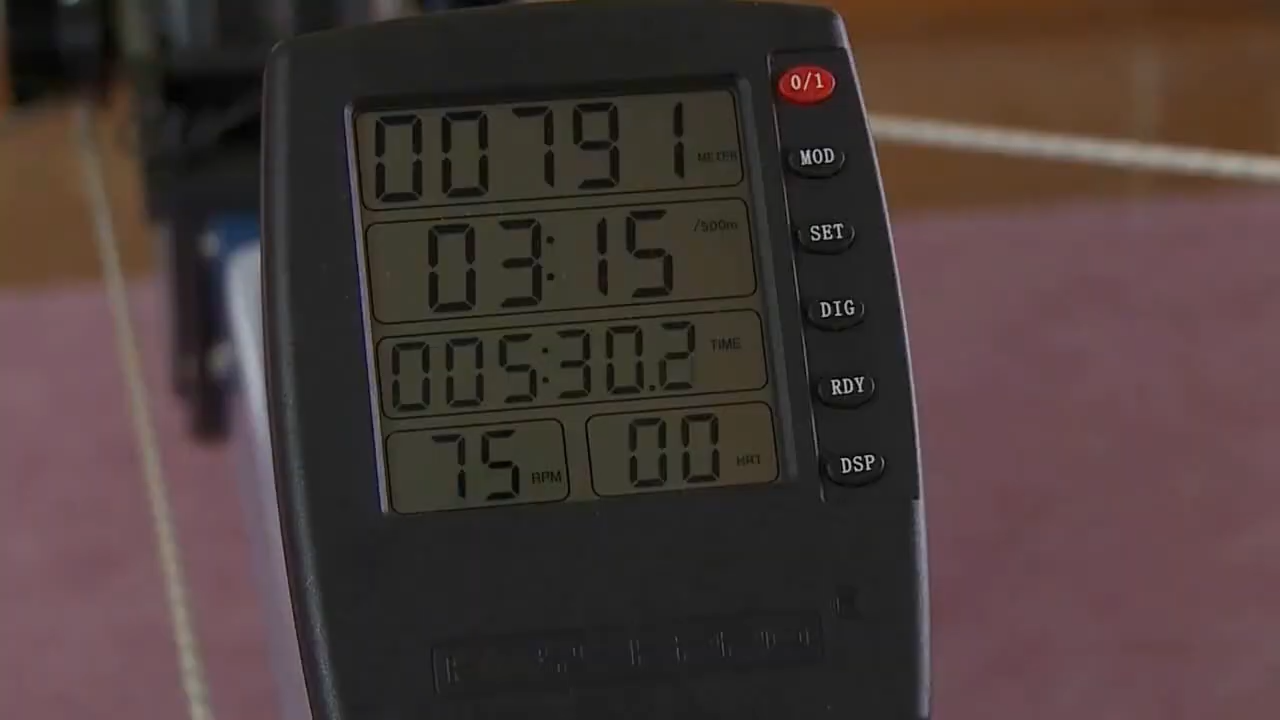 00791 METER
03:15 /500m
005:30.2 TIME
75 RPM 00 HRT
0/1
MOD
SET
DIG
RDY
DSP